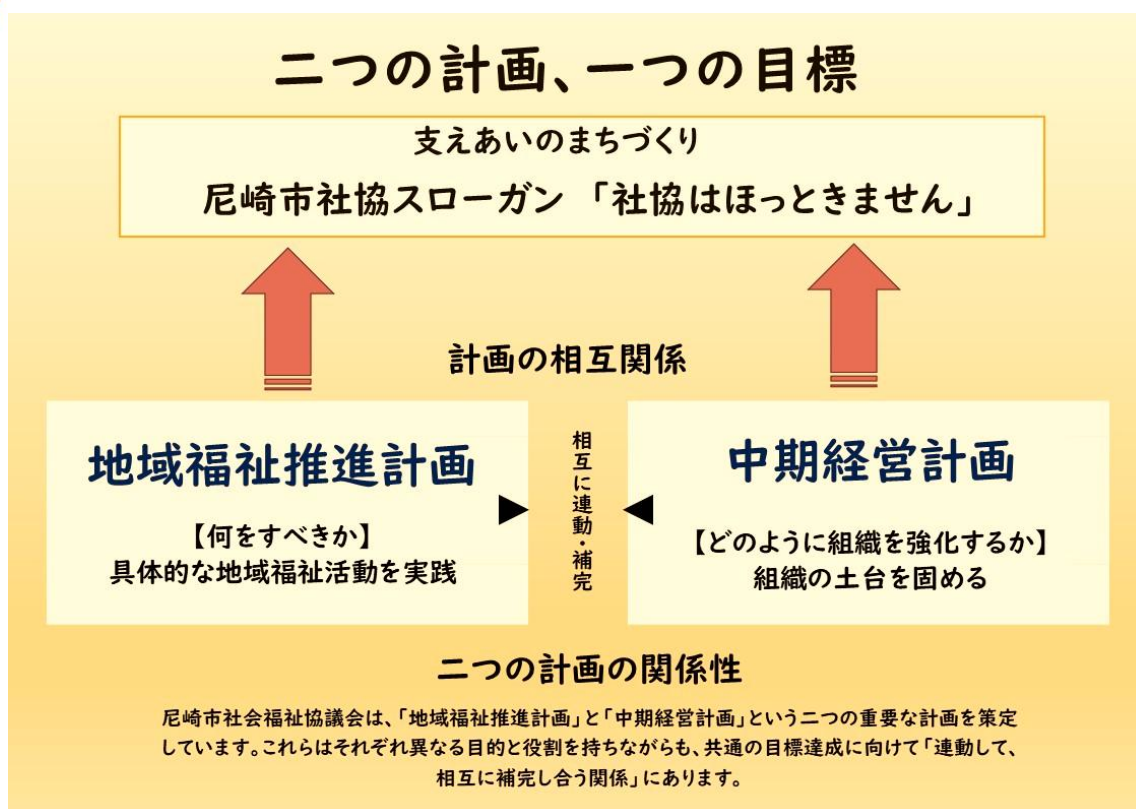 二つの計画、一つの目標
支えあいのまちづくり
尼崎市社協スローガン 「社協はほっときません」
計画の相互関係
地域福祉推進計画
【何をすべきか】
具体的な地域福祉活動を実践
相互に連動・補完
中期経営計画
【どのように組織を強化するか】
組織の土台を固める
二つの計画の関係性
尼崎市社会福祉協議会は、「地域福祉推進計画」と「中期経営計画」という二つの重要な計画を策定
しています。これらはそれぞれ異なる目的と役割を持ちながらも、共通の目標達成に向けて「連動して、
相互に補完し合う関係」にあります。